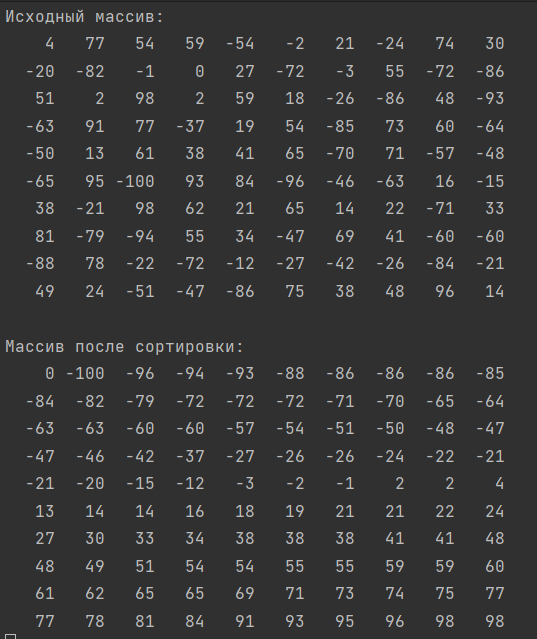 Исходный массив:
4 77 54 59 -54 -2 21 -24 74 30
-20 -82 -1 0 27 -72 -3 55 -72 -86
51 2 98 2 59 18 -26 -86 48 -93
-63 91 77 -37 19 54 -85 73 60 -64
-50 13 61 38 41 65 -70 71 -57 -48
-65 95 -100 93 84 -96 -46 -63 16 -15
38 -21 98 62 21 65 14 22 -71 33
81 -79 -94 55 34 -47 69 41 -60 -60
-88 78 -22 -72 -12 -27 -42 -26 -84 -21
49 24 -51 -47 -86 75 38 48 96 14
Массив после сортировки:
0 -100 -96 -94 -93 -88 -86 -86 -86 -85
-84 -82 -79 -72 -72 -72 -71 -70 -65 -64
-63 -63 -60 -60 -57 -54 -51 -50 -48 -47
-47 -46 -42 -37 -27 -26 -26 -24 -22 -21
-21 -20 -15 -12 -3 -2 -1 2 2 4
13 14 14 16 18 19 21 21 22 24
27 30 33 34 38 38 38 41 41 48
48 49 51 54 54 55 55 59 59 60
61 62 65 65 69 71 73 74 75 77
77 78 81 84 91 93 95 96 98 98